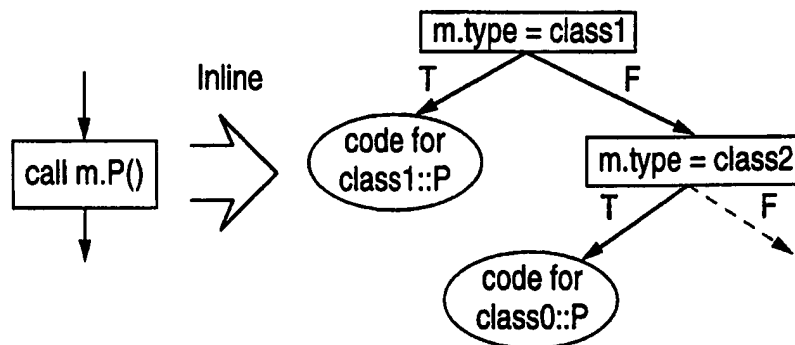 m.type = class1
T
F
Inline
call m.P()
code for
class1::P
m.type = class2
T
F
code for
class0::P